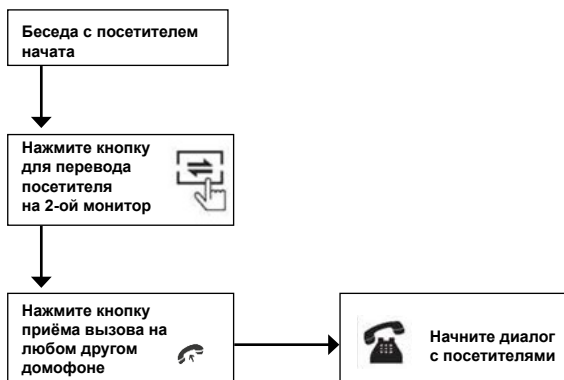 Беседа с посетителем
начата
Нажмите кнопку
для перевода
посетителя
на 2-ой монитор
Нажмите кнопку
приёма вызова на
любом другом
домофоне
Начните диалог
с посетителями